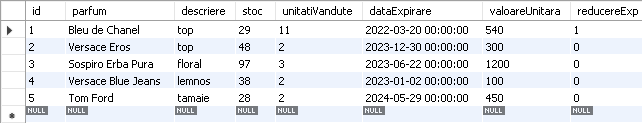 id parfum descriere stoc unitatiVandute dataExpirare valoareUnitara reducereExp
1 Bleu de Chanel top 29 11 2022-03-20 00:00:00 540 1
2 Versace Eros top 48 2 2023-12-30 00:00:00 300 0
3 Sospiro Erba Pura floral 97 3 2023-06-22 00:00:00 1200 0
4 Versace Blue Jeans lemnos 38 2 2023-01-02 00:00:00 100 0
5 Tom Ford tamaie 28 2 2024-05-29 00:00:00 450 0
NULL NULL NULL NULL NULL NULL NULL NULL